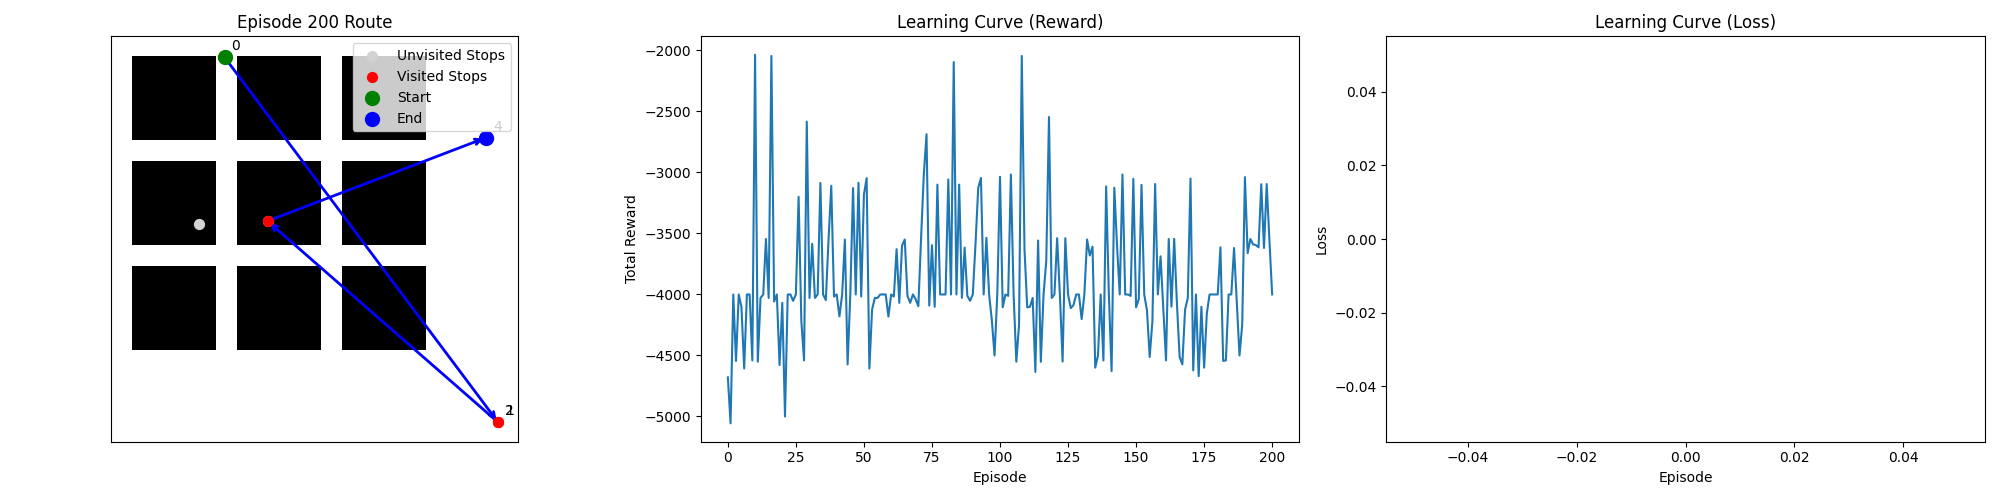 Episode 200 Route
0
Unvisited Stops
Visited Stops
Start
End
4
Learning Curve (Reward)
Total Reward
−2000
−2500
−3000
−3500
−4000
−4500
−5000
0 25 50 75 100 125 150 175 200
Episode
Learning Curve (Loss)
Loss
0.04
0.02
0.00
−0.02
−0.04
−0.04 −0.02 0.00 0.02 0.04
Episode